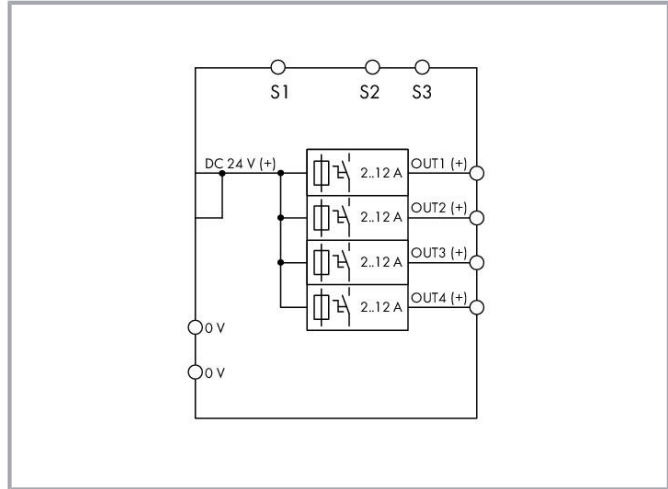 S1 S2 S3
DC 24 V (+)
2..12 A OUT1 (+)
2..12 A OUT2 (+)
2..12 A OUT3 (+)
2..12 A OUT4 (+)
0 V
0 V